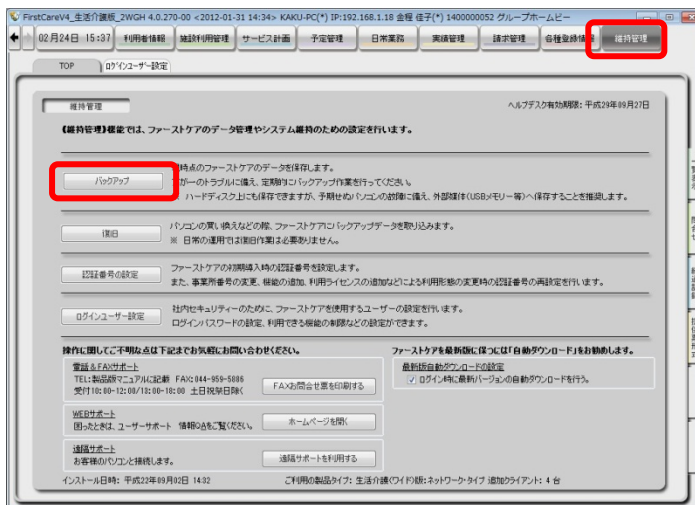 FirstCareV4_生活介護版_2WGH 4.0.270-00 <2012-01-31 14:34> KAKU-PC(*) IP:192.168.1.18 金程 佳子(*) 1400000052 グループホームビー
02月24日 15:37 利用者情報 施設利用管理 サービス計画 予定管理 日常業務 実績管理 請求管理 各種登録情報 維持管理
TOP ログインユーザー設定
維持管理 ヘルプデスク有効期限: 平成29年09月27日
《維持管理》機能では、ファーストケアのデータ管理やシステム維持のための設定を行います。
バックアップ
時点のファーストケアのデータを保存します。
が一のトラブルに備え、定期的にバックアップ作業を行ってください。
※ ハードディスク上にも保存できますが、予期せぬパソコンの故障に備え、外部媒体(USBメモリー等)へ保存することを推奨します。
復旧
パソコンの買い換えなどの際、ファーストケアにバックアップデータを取り込みます。
※ 日常の運用では復旧作業は必要ありません。
認証番号の設定
ファーストケアの初期導入時の認証番号を設定します。
また、事業所番号の変更、機能の追加、利用ライセンスの追加などによる利用形態の変更時の認証番号の再設定を行います。
ログインユーザー設定
社内セキュリティーのために、ファーストケアを使用するユーザーの設定を行います。
ログインパスワードの設定、利用できる機能の制限などの設定ができます。
操作に関してご不明な点は下記までお気軽にお問い合わせください。
電話&FAXサポート
TEL:製品版マニュアルに記載 FAX:044-959-5886
受付10:00-12:00/13:00-18:00 土日祝祭日除く
FAXお問合せ票を印刷する
WEBサポート
困ったときは、ユーザーサポート 情報QAをご覧ください。
ホームページを開く
遠隔サポート
お客様のパソコンと接続します。
遠隔サポートを利用する
ファーストケアを最新版に保つには「自動ダウンロード」をお勧めします。
最新版自動ダウンロードの設定
ログイン時に最新バージョンの自動ダウンロードを行う。
インストール日時: 平成22年09月02日 14:32 ご利用の製品タイプ: 生活介護(ワイド)版:ネットワーク・タイプ 追加クライアント: 4 台